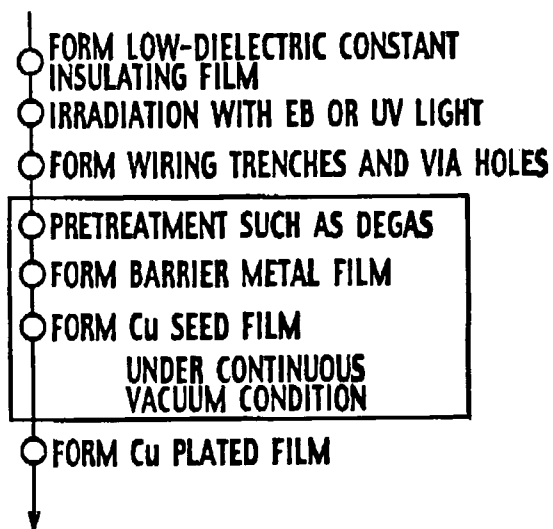 FORM LOW-DIELECTRIC CONSTANT
INSULATING FILM
IRRADIATION WITH EB OR UV LIGHT
FORM WIRING TRENCHES AND VIA HOLES
PRETREATMENT SUCH AS DEGAS
FORM BARRIER METAL FILM
FORM Cu SEED FILM
UNDER CONTINUOUS
VACUUM CONDITION
FORM Cu PLATED FILM